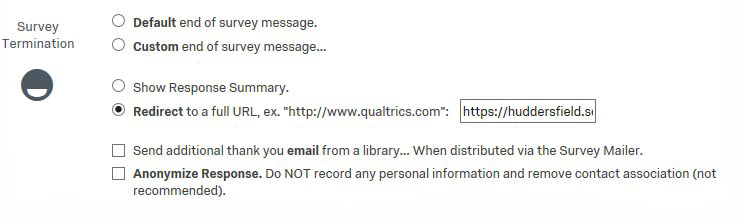 Survey
Termination
Default end of survey message.
Custom end of survey message...
Show Response Summary.
Redirect to a full URL, ex. "http://www.qualtrics.com": https://huddersfield.s
Send additional thank you email from a library... When distributed via the Survey Mailer.
Anonymize Response. Do NOT record any personal information and remove contact association (not
recommended).